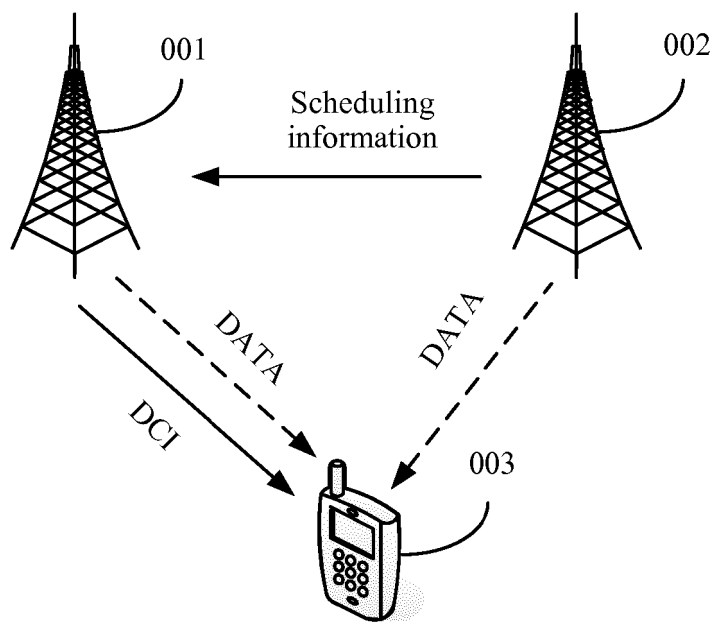 001
002
Scheduling
information
DATA
DATA
DCI
003